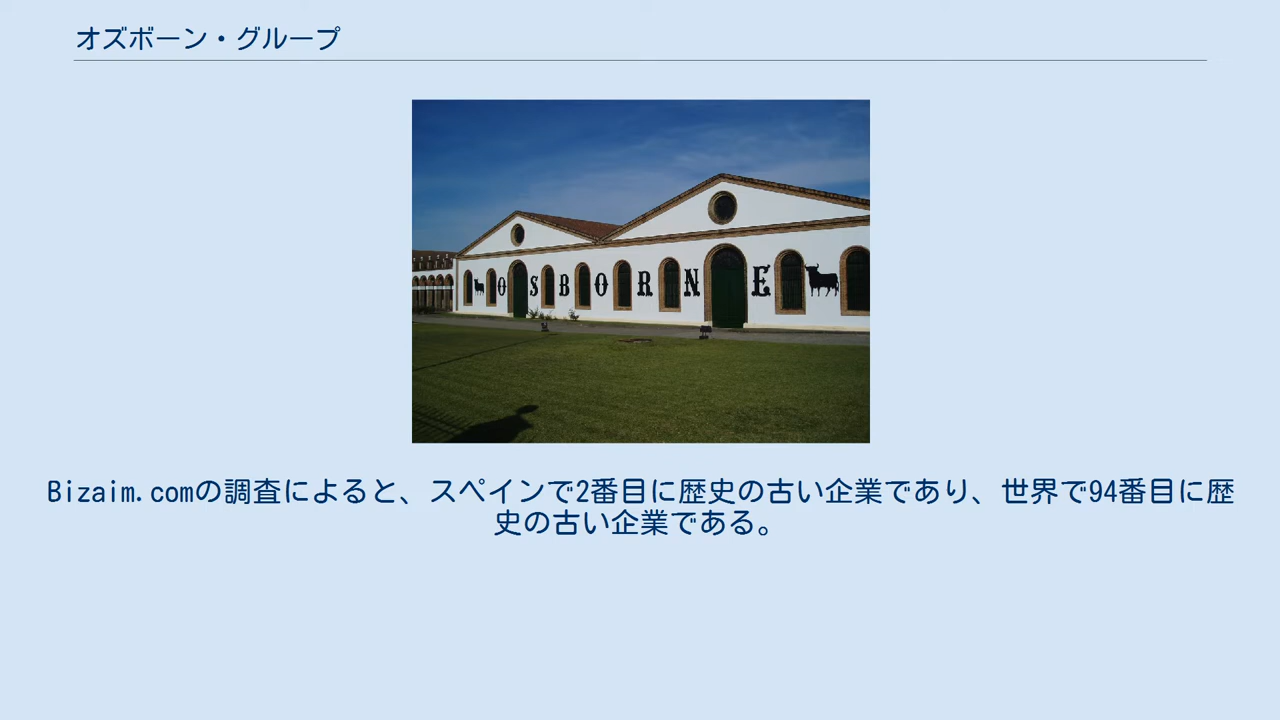 オズボーン・グループ
OSBORNE
Bizaim.comの調査によると、スペインで2番目に歴史の古い企業であり、世界で94番目に歴
史の古い企業である。